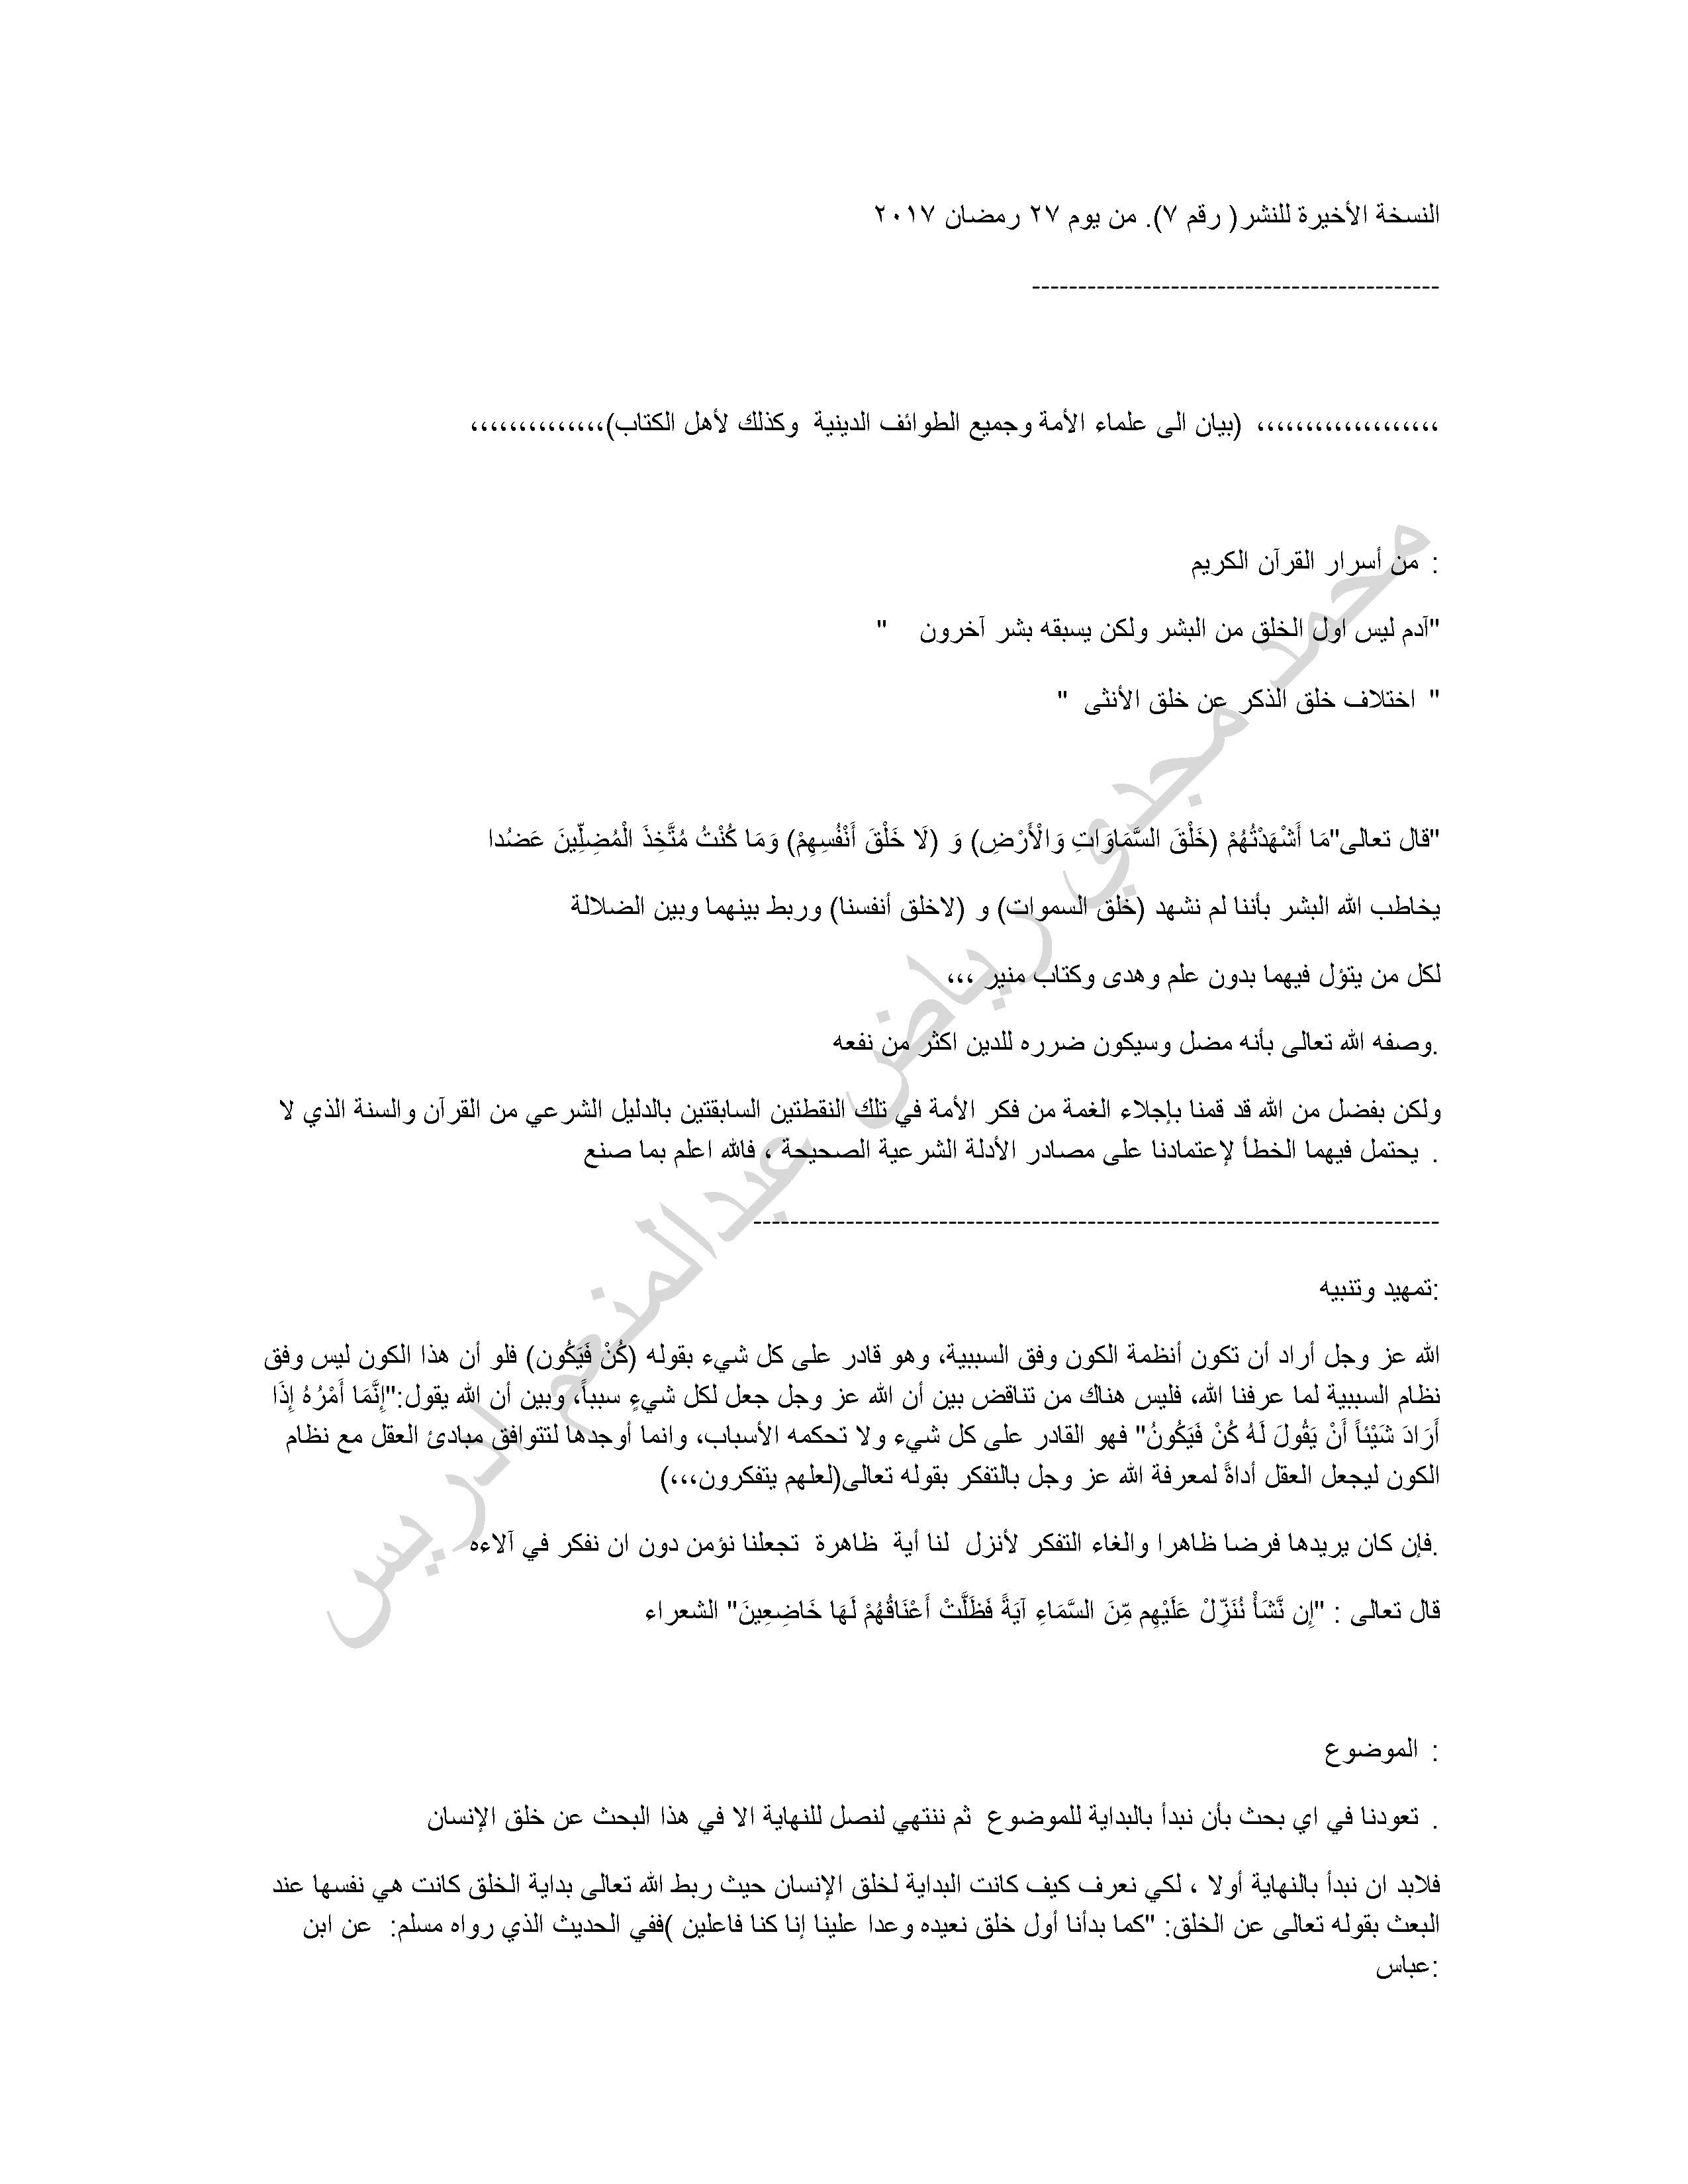 النسخة الأخيرة للنشر( رقم ٧). من يوم ٢٧ رمضان ٢٠١٧
--------------------------------------------
،،،،،،،،،،،،،،،،،،، (بيان الى علماء الأمة وجميع الطوائف الدينية وكذلك لأهل الكتاب)،،،،،،،،،،،،،،
: من أسرار القرآن الكريم
"آدم ليس اول الخلق من البشر ولكن يسبقه بشر آخرون "
" اختلاف خلق الذكر عن خلق الأنثى "
"قال تعالى"مَا أَشْهَدْتُهُمْ (خَلْقَ السَّمَاوَاتِ وَالْأَرْضِ) وَ (لَا خَلْقَ أَنْفُسِهِمْ) وَمَا كُنْتُ مُتَّخِذَ الْمُضِلِّينَ عَضُدا
يخاطب الله البشر بأننا لم نشهد (خلق السموات) و (لاخلق أنفسنا) وربط بينهما وبين الضلالة
لكل من يتؤل فيهما بدون علم وهدى وكتاب منير ،،،
.وصفه الله تعالى بأنه مضل وسيكون ضرره للدين اكثر من نفعه
ولكن بفضل من الله قد قمنا بإجلاء الغمة من فكر الأمة في تلك النقطتين السابقتين بالدليل الشرعي من القرآن والسنة الذي لا
. يحتمل فيهما الخطأ لإعتمادنا على مصادر الأدلة الشرعية الصحيحة ، فالله اعلم بما صنع
--------------------------------------------------------------------------
:تمهيد وتنبيه
الله عز وجل أراد أن تكون أنظمة الكون وفق السببية، وهو قادر على كل شيء بقوله (كُنْ فَيَكُون) فلو أن هذا الكون ليس وفق
نظام السببية لما عرفنا الله، فليس هناك من تناقض بين أن الله عز وجل جعل لكل شيءٍ سبباً، وبين أن الله يقول:"إِنَّمَا أَمْرُهُ إِذَا
أَرَادَ شَيْئاً أَنْ يَقُولَ لَهُ كُنْ فَيَكُونُ" فهو القادر على كل شيء ولا تحكمه الأسباب، وانما أوجدها لتتوافق مبادئ العقل مع نظام
الكون ليجعل العقل أداةً لمعرفة الله عز وجل بالتفكر بقوله تعالى(لعلهم يتفكرون،،،)
.فإن كان يريدها فرضا ظاهرا والغاء التفكر لأنزل لنا أية ظاهرة تجعلنا نؤمن دون ان نفكر في آلاءه
قال تعالى : "إِن نَّشَأْ نُنَزِّلْ عَلَيْهِم مِّنَ السَّمَاءِ آيَةً فَظَلَّتْ أَعْنَاقُهُمْ لَهَا خَاضِعِينَ" الشعراء
: الموضوع
. تعودنا في اي بحث بأن نبدأ بالبداية للموضوع ثم ننتهي لنصل للنهاية الا في هذا البحث عن خلق الإنسان
فلابد ان نبدأ بالنهاية أولا ، لكي نعرف كيف كانت البداية لخلق الإنسان حيث ربط الله تعالى بداية الخلق كانت هي نفسها عند
البعث بقوله تعالى عن الخلق: "كما بدأنا أول خلق نعيده وعدا علينا إنا كنا فاعلين )ففي الحديث الذي رواه مسلم: عن ابن
:عباس
محمد مجدي رياض عبدالمنعم الريس